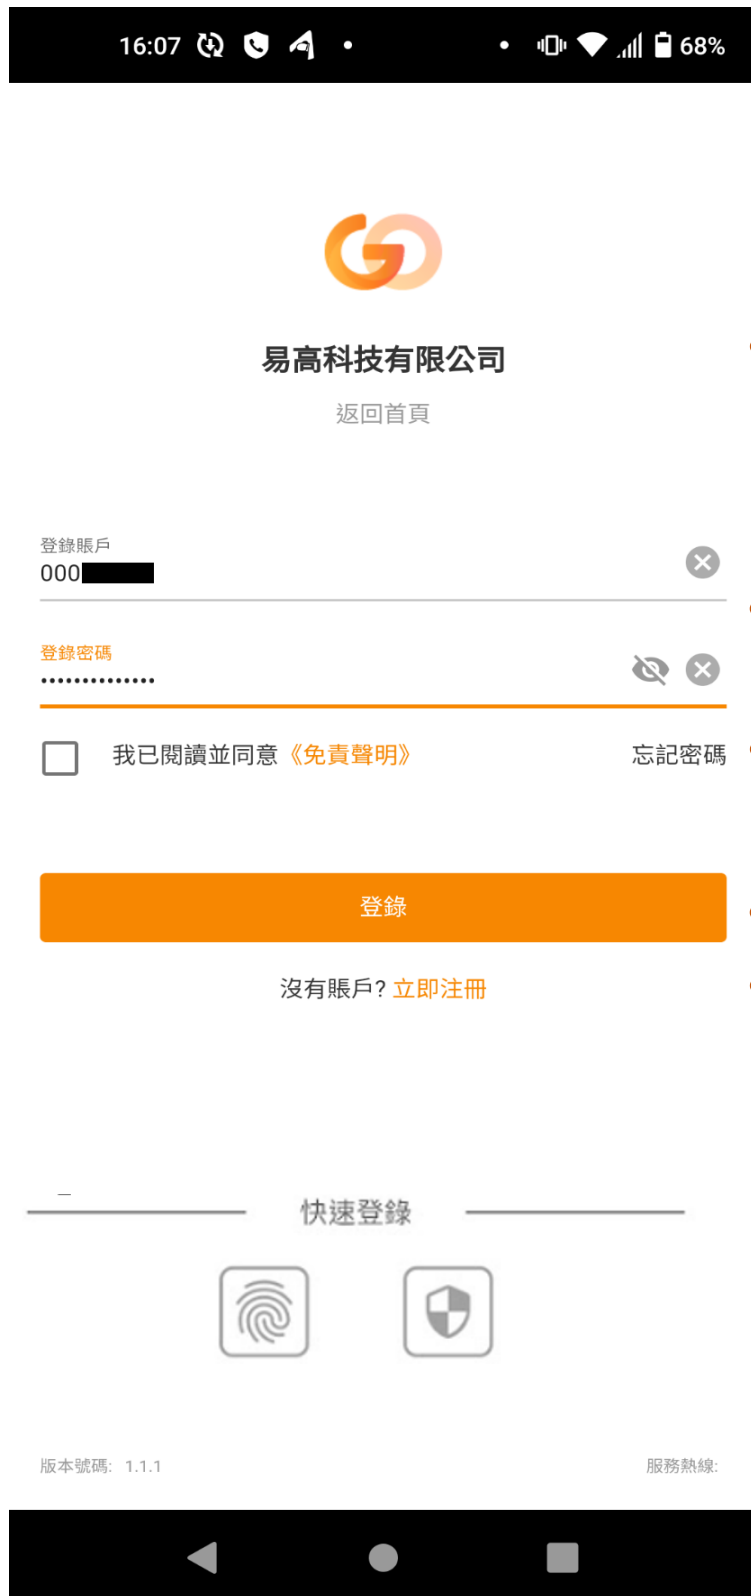 16:07 68%
易高科技有限公司
返回首頁
登錄賬戶
000
登錄密碼
••••••••••••••
我已閱讀並同意《免責聲明》 忘記密碼
登錄
沒有賬戶? 立即注冊
快速登錄
版本號碼: 1.1.1 服務熱線: